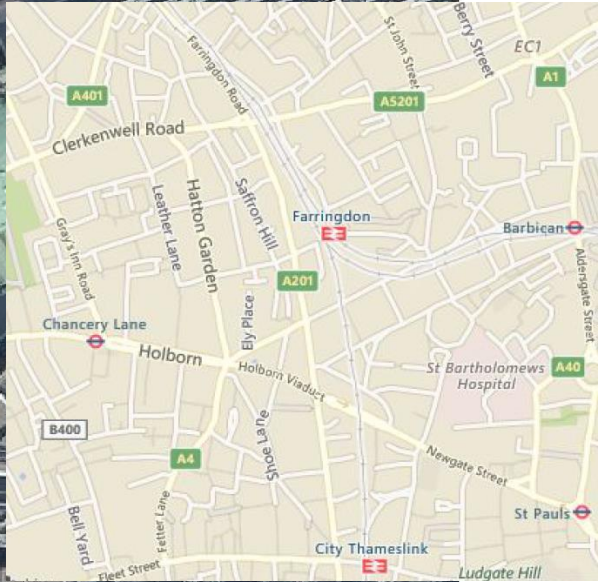 Farringdon Road
St John Street
Berry Street
EC1
A1
A401
A5201
Clerkenwell Road
Gray's Inn Road
Leather Lane
Hatton Garden
Saffron Hill
Farringdon
Barbican
Aldersgate Street
A201
Ely Place
Chancery Lane
Holborn
Holborn Viaduct
St Bartholomews
Hospital
A40
B400
A4
Shoe Lane
Newgate Street
Bell Yard
Fetter Lane
St Pauls
City Thameslink
Fleet Street
Ludgate Hill